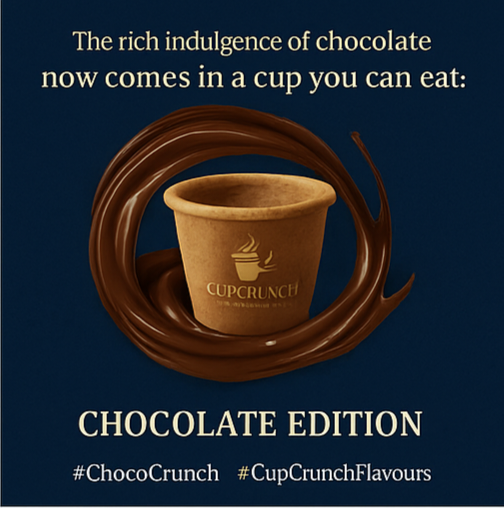 The rich indulgence of chocolate
now comes in a cup you can eat:
CUPCRUNCH
CHOCOLATE EDITION
#ChocoCrunch #CupCrunchFlavours